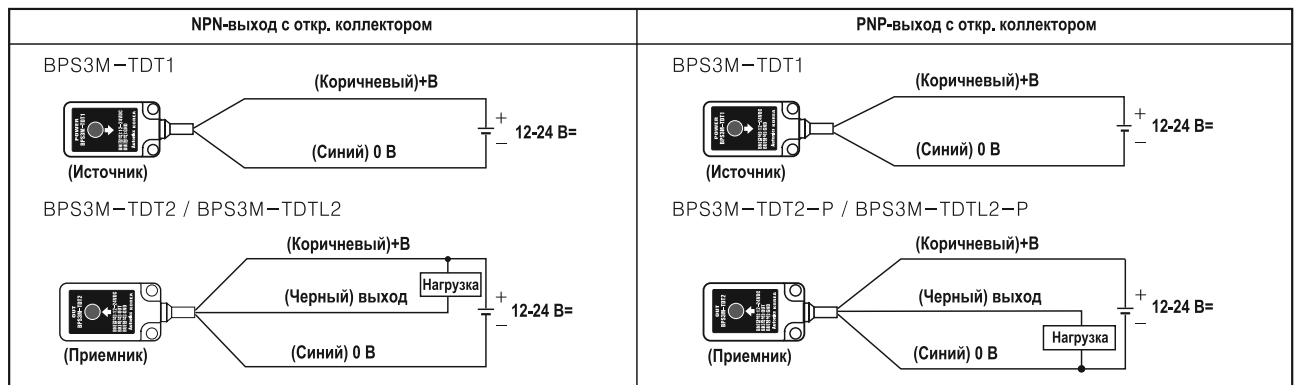 NPN-выход с откр. коллектором
BPS3M-TDT1
(Коричневый)+В
+
12-24 В=
−
(Синий) 0 В
(Источник)
BPS3M-TDT2 / BPS3M-TDTL2
(Коричневый)+В
Нагрузка
(Черный) выход
+
12-24 В=
−
(Синий) 0 В
(Приемник)
PNP-выход с откр. коллектором
BPS3M-TDT1
(Коричневый)+В
+
12-24 В=
−
(Синий) 0 В
(Источник)
BPS3M-TDT2-P / BPS3M-TDTL2-P
(Коричневый)+В
(Черный) выход
+
12-24 В=
−
Нагрузка
(Синий) 0 В
(Приемник)